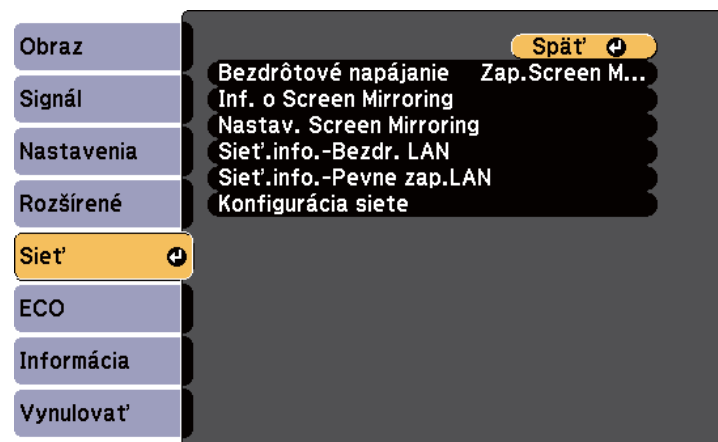 Obraz
Signál
Nastavenia
Rozšírené
Sieť
ECO
Informácia
Vynulovať
Späť
Bezdrôtové napájanie Zap.Screen M...
Inf. o Screen Mirroring
Nastav. Screen Mirroring
Sieť.info.-Bezdr. LAN
Sieť.info.-Pevne zap.LAN
Konfigurácia siete